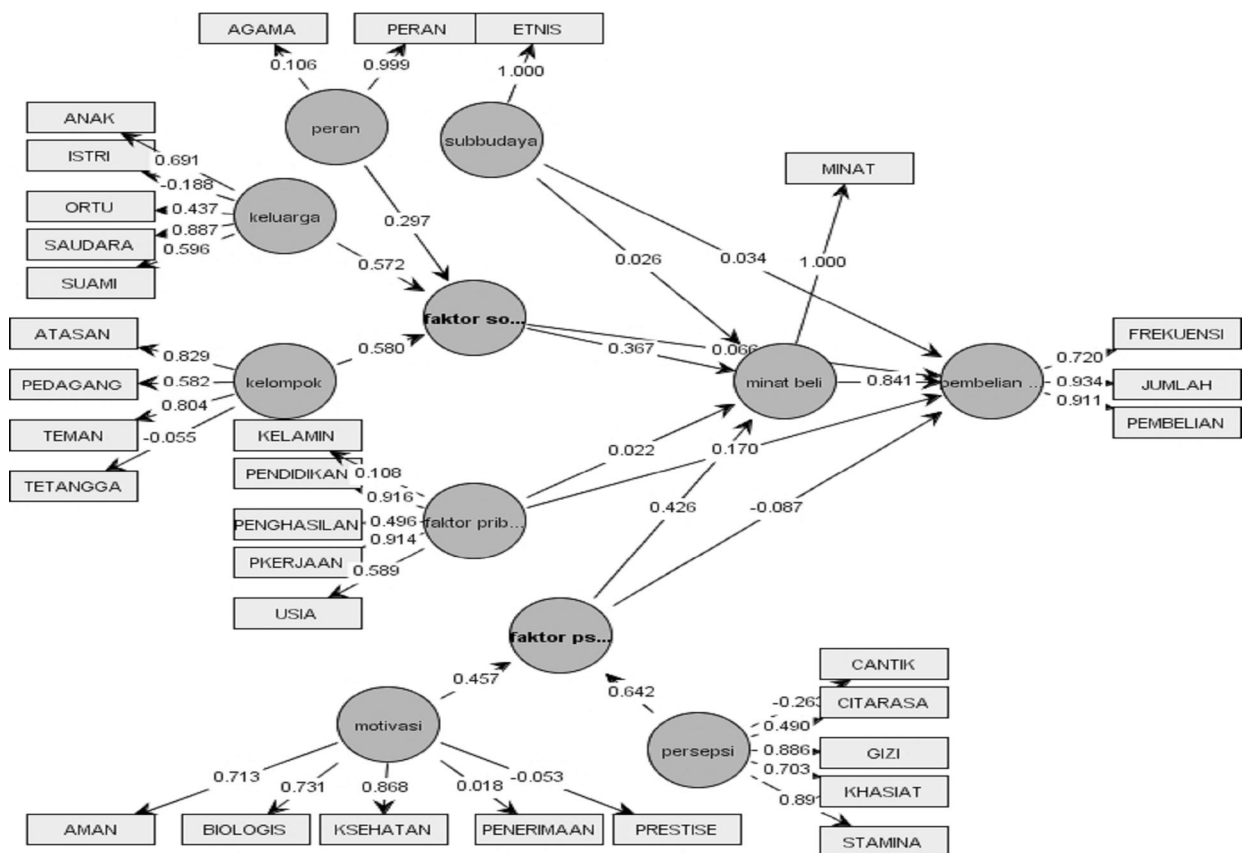 AGAMA
PERAN
ETNIS
0.106
0.999
1.000
peran
subbudaya
ANAK
ISTRI
ORTU
SAUDARA
SUAMI
0.691
-0.188
0.437
0.887
0.596
keluarga
0.297
0.572
MINAT
1.000
0.026
0.034
faktor so...
ATASAN
PEDAGANG
TEMAN
TETANGGA
0.829
0.582
0.804
-0.055
kelompok
0.580
0.066
0.367
minat beli
0.841
pembelian ...
0.720
0.934
0.911
FREKUENSI
JUMLAH
PEMBELIAN
KELAMIN
PENDIDIKAN
PENGHASILAN
PKERJAAN
USIA
0.108
0.916
0.496
0.914
0.589
faktor prib...
0.022
0.170
0.426
-0.087
faktor ps...
0.457
0.642
motivasi
persepsi
CANTIK
CITARASA
GIZI
KHASIAT
STAMINA
-0.263
0.490
0.886
0.703
0.713
0.731
0.868
0.018
-0.053
AMAN
BIOLOGIS
KSEHATAN
PENERIMAAN
PRESTISE